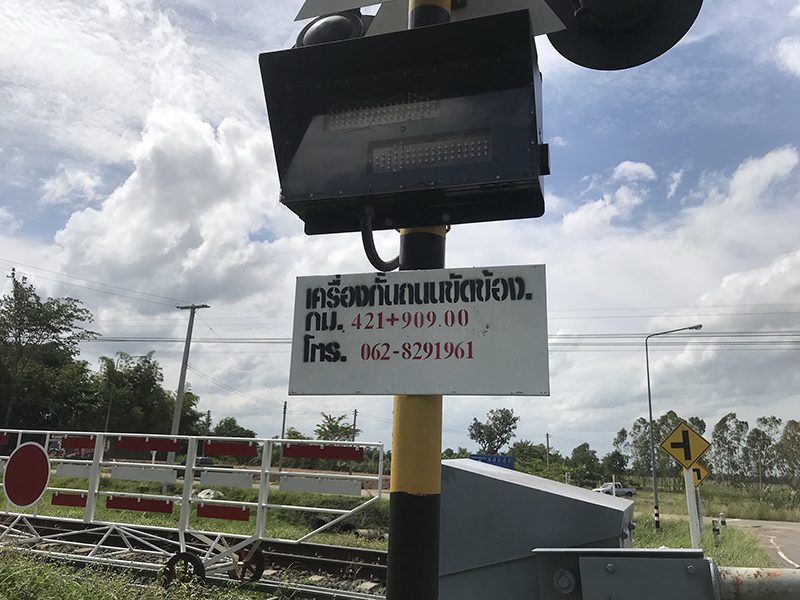 เครื่องกั้นถนนขัดข้อง.
กม. 421+909.00
โทร. 062-8291961